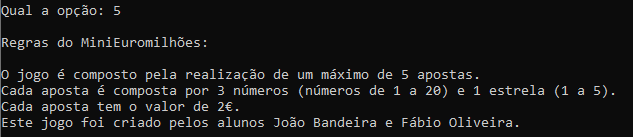 Qual a opção: 5
Regras do MiniEuromilhões:
O jogo é composto pela realização de um máximo de 5 apostas.
Cada aposta é composta por 3 números (números de 1 a 20) e 1 estrela (1 a 5).
Cada aposta tem o valor de 2€.
Este jogo foi criado pelos alunos João Bandeira e Fábio Oliveira.